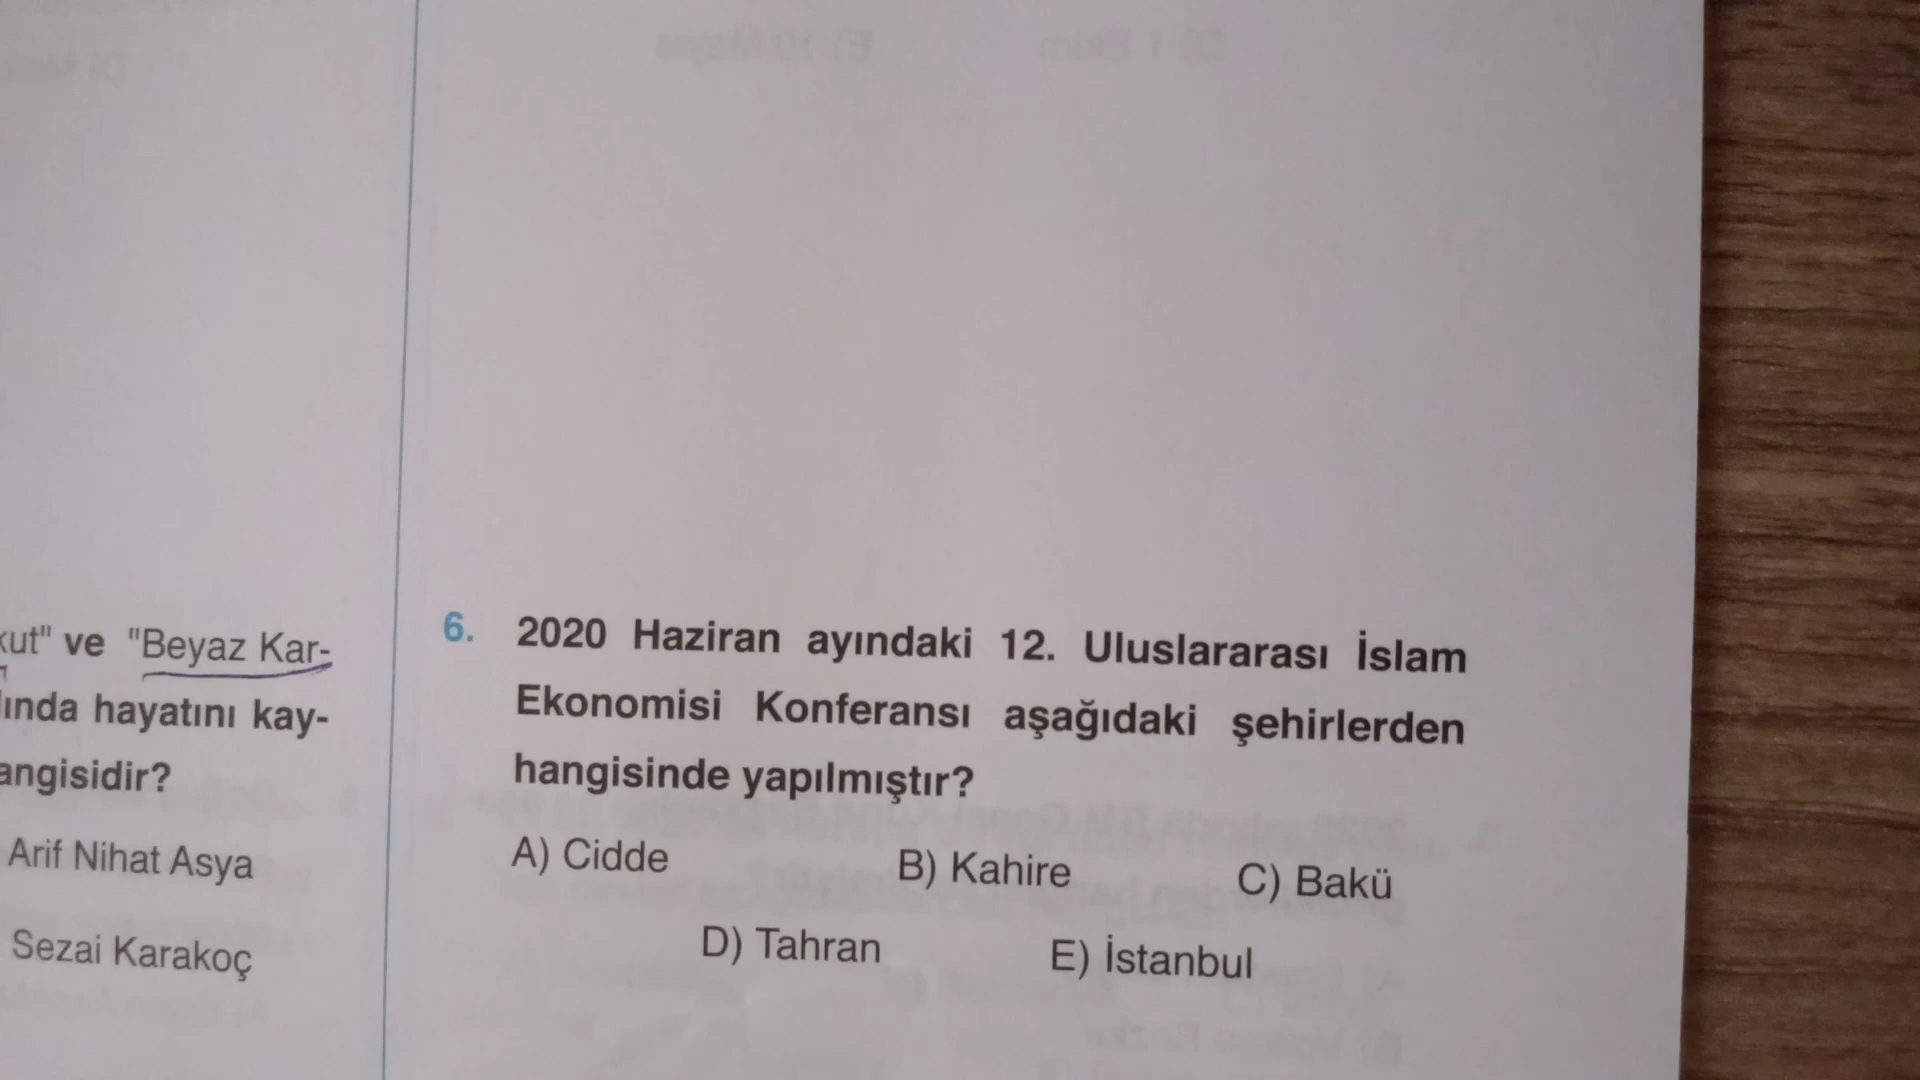 kut" ve "Beyaz Kar-
ında hayatını kay-
angisidir?
Arif Nihat Asya
Sezai Karakoç
6. 2020 Haziran ayındaki 12. Uluslararası İslam
Ekonomisi Konferansı aşağıdaki şehirlerden
hangisinde yapılmıştır?
A) Cidde B) Kahire C) Bakü
D) Tahran E) İstanbul